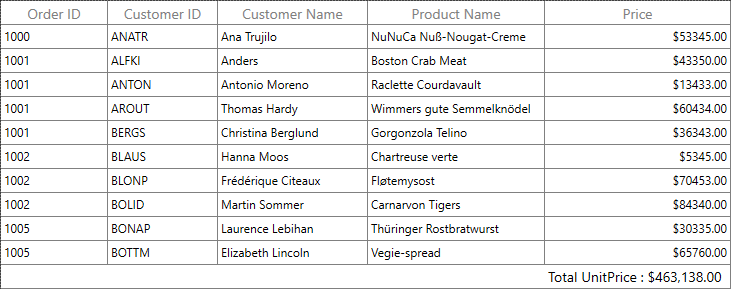 Order ID Customer ID Customer Name Product Name Price
1000 ANATR Ana Trujilo NuNuCa Nuß-Nougat-Creme $53345.00
1001 ALFKI Anders Boston Crab Meat $43350.00
1001 ANTON Antonio Moreno Raclette Courdavault $13433.00
1001 AROUT Thomas Hardy Wimmers gute Semmelknödel $60434.00
1001 BERGS Christina Berglund Gorgonzola Telino $36343.00
1002 BLAUS Hanna Moos Chartreuse verte $5345.00
1002 BLONP Frédérique Citeaux Fløtemysost $70453.00
1002 BOLID Martin Sommer Carnarvon Tigers $84340.00
1005 BONAP Laurence Lebihan Thüringer Rostbratwurst $30335.00
1005 BOTTM Elizabeth Lincoln Vegie-spread $65760.00
Total UnitPrice : $463,138.00